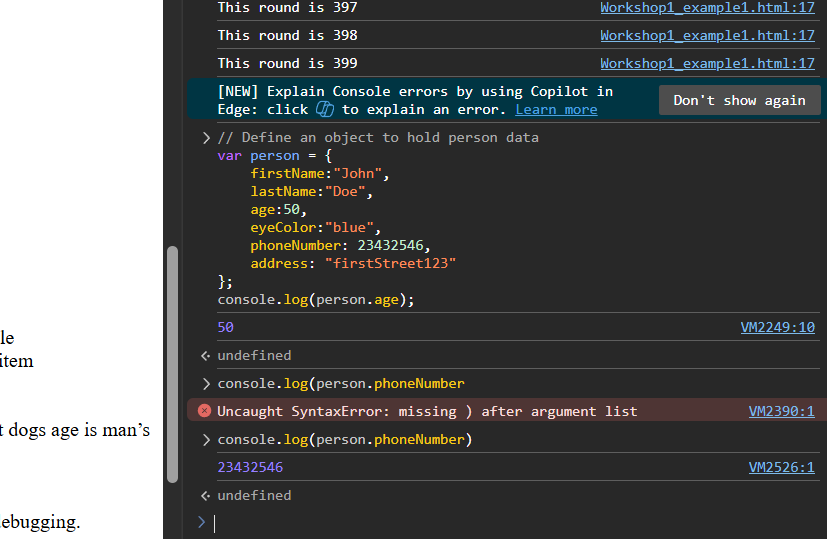 This round is 397 Workshop1_example1.html:17
This round is 398 Workshop1_example1.html:17
This round is 399 Workshop1_example1.html:17
[NEW] Explain Console errors by using Copilot in
Edge: click to explain an error. Learn more
Don't show again
// Define an object to hold person data
var person = {
    firstName:"John",
    lastName:"Doe",
    age:50,
    eyeColor:"blue",
    phoneNumber: 23432546,
    address: "firstStreet123"
};
console.log(person.age);
50 VM2249:10
undefined
console.log(person.phoneNumber
Uncaught SyntaxError: missing ) after argument list VM2390:1
console.log(person.phoneNumber)
23432546 VM2526:1
undefined
le
item
t dogs age is man’s
ebugging.